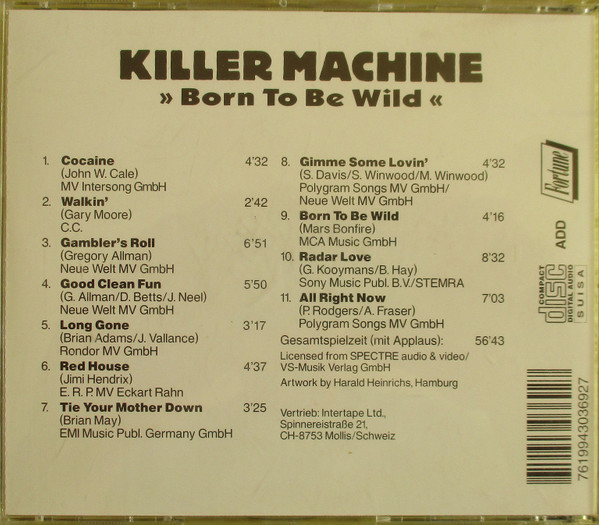 KILLER MACHINE
» Born To Be Wild «
1. Cocaine 4'32
(John W. Cale)
MV Intersong GmbH
2. Walkin' 2'42
(Gary Moore)
C.C.
3. Gambler's Roll 6'51
(Gregory Allman)
Neue Welt MV GmbH
4. Good Clean Fun 5'50
(G. Allman/D. Betts/J. Neel)
Neue Welt MV GmbH
5. Long Gone 3'17
(Brian Adams/J. Vallance)
Rondor MV GmbH
6. Red House 4'37
(Jimi Hendrix)
E. R. P. MV Eckart Rahn
7. Tie Your Mother Down 3'25
(Brian May)
EMI Music Publ. Germany GmbH
8. Gimme Some Lovin' 4'32
(S. Davis/S. Winwood/M. Winwood)
Polygram Songs MV GmbH/
Neue Welt MV GmbH
9. Born To Be Wild 4'16
(Mars Bonfire)
MCA Music GmbH
10. Radar Love 8'32
(G. Kooymans/B. Hay)
Sony Music Publ. B.V./STEMRA
11. All Right Now 7'03
(P. Rodgers/A. Fraser)
Polygram Songs MV GmbH
Gesamtspielzeit (mit Applaus): 56'43
Licensed from SPECTRE audio & video/
VS-Musik Verlag GmbH
Artwork by Harald Heinrichs, Hamburg
Vertrieb: Intertape Ltd.,
Spinnereistraße 21,
CH-8753 Mollis/Schweiz
Fortune
ADD
COMPACT
disc
DIGITAL AUDIO
SUISA
7619943036927